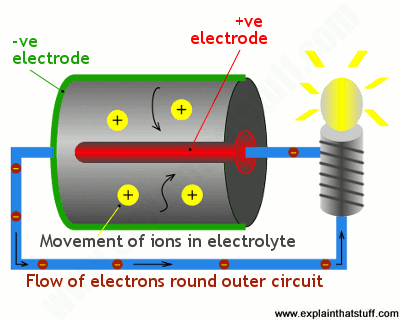 -ve
electrode
+ve
electrode
Movement of ions in electrolyte
Flow of electrons round outer circuit
www.explainthatstuff.com